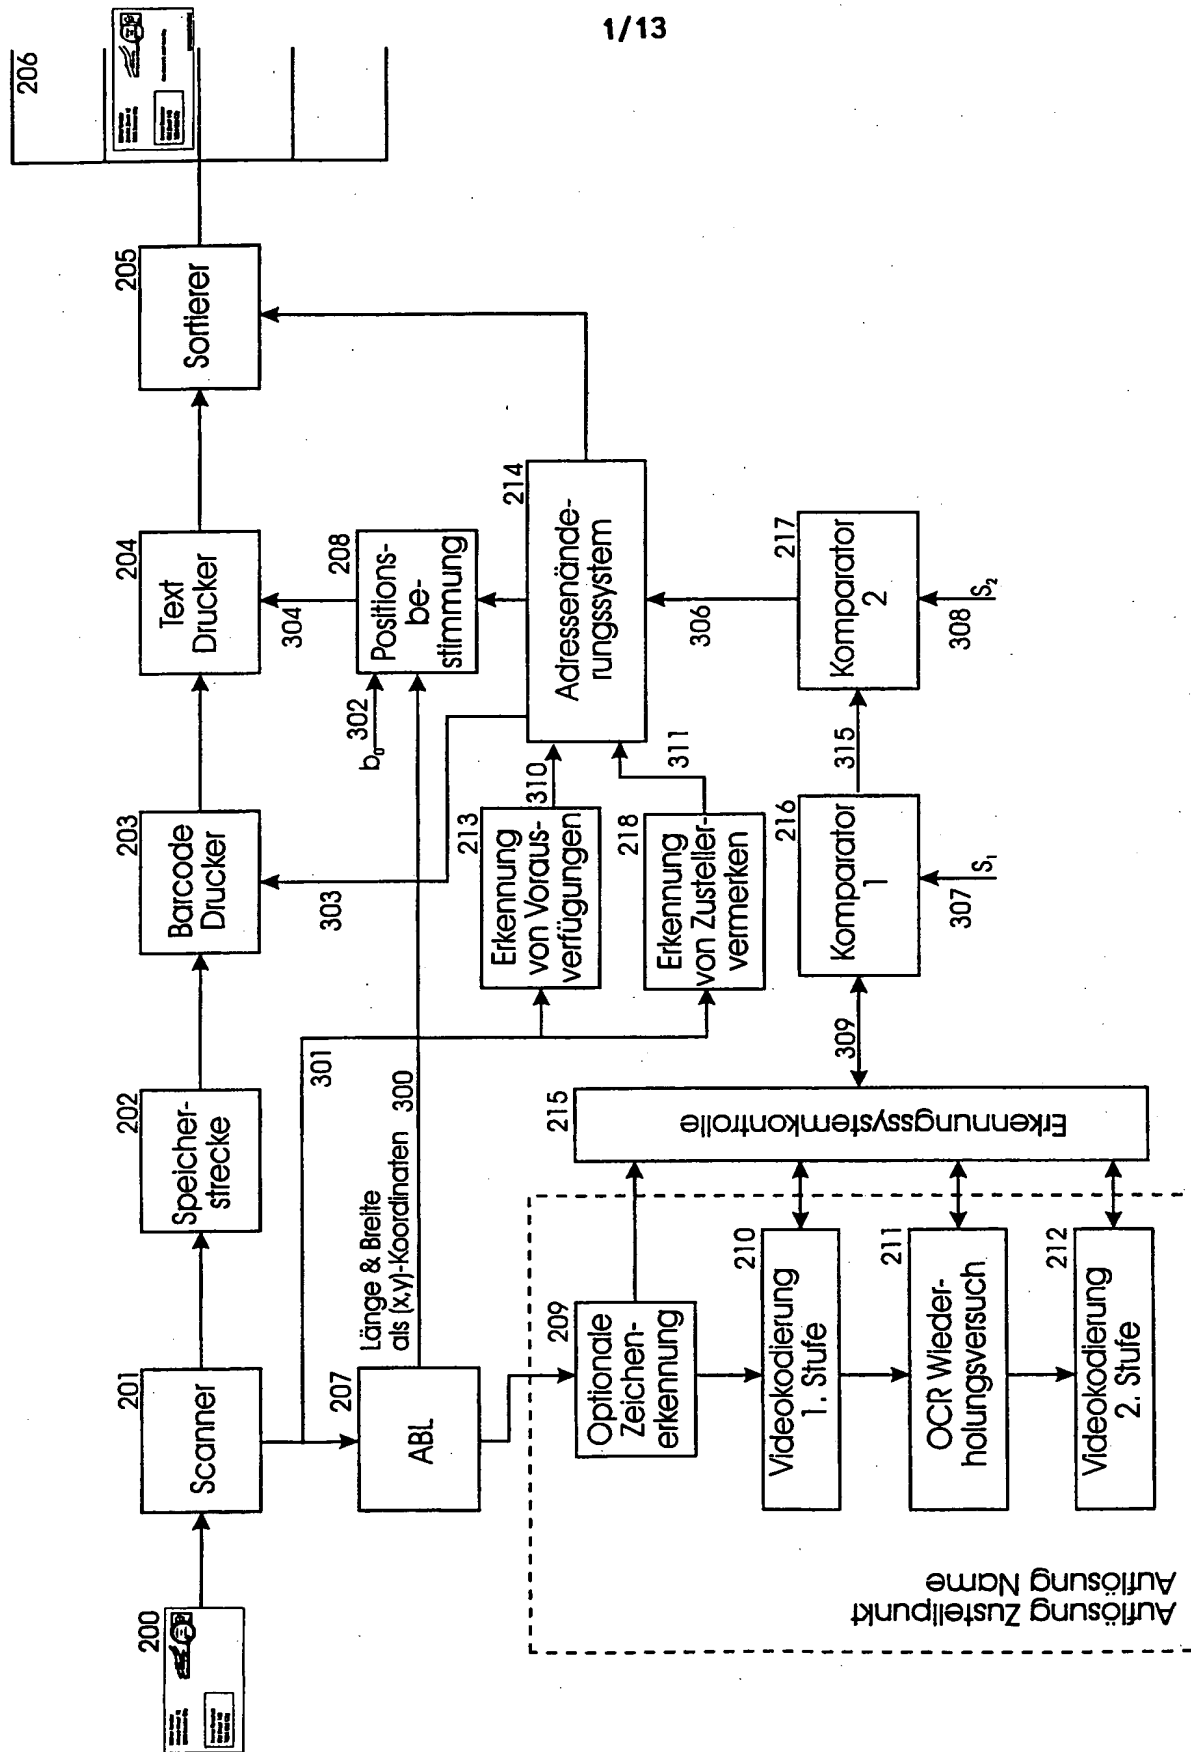 1/13
200
201
Scanner
202
Speicher-
strecke
203
Barcode
Drucker
204
Text
Drucker
205
Sortierer
206
207
ABL
Länge & Breite
als (x,y)-Koordinaten
300
301
303
b₀
302
304
208
Positions-
be-
stimmung
213
Erkennung
von Voraus-
verfügungen
310
214
Adressenände-
rungssystem
218
Erkennung
von Zusteller-
vermerken
311
306
209
Optionale
Zeichen-
erkennung
210
Videokodierung
1. Stufe
211
OCR Wieder-
holungsversuch
212
Videokodierung
2. Stufe
215
Erkennungssystemkontrolle
309
216
Komparator
1
307
S₁
315
217
Komparator
2
308
S₂
Auflösung Zustellpunkt
Auflösung Name